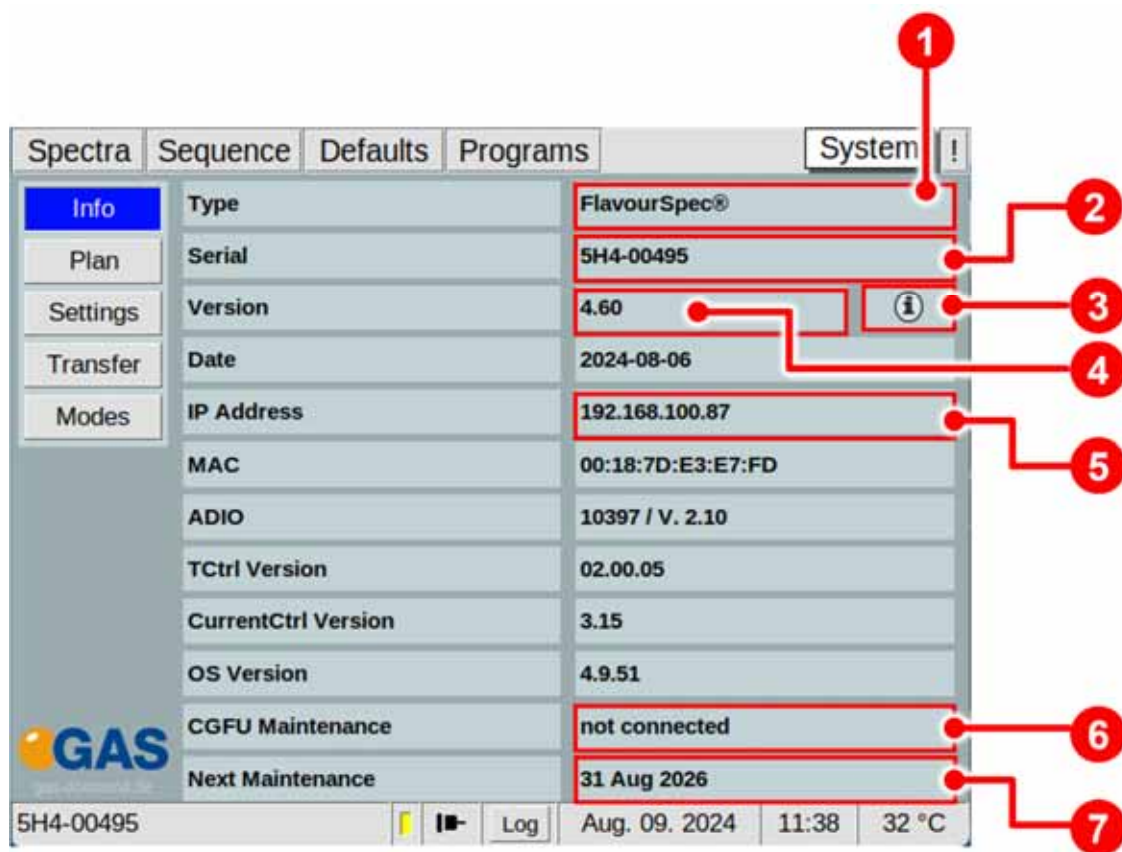 1
Spectra Sequence Defaults Programs System !
Info Type FlavourSpec® 2
Plan Serial 5H4-00495
Settings Version 4.60 i 3
Transfer Date 2024-08-06 4
Modes IP Address 192.168.100.87
MAC 00:18:7D:E3:E7:FD 5
ADIO 10397 / V. 2.10
TCtrl Version 02.00.05
CurrentCtrl Version 3.15
OS Version 4.9.51
GAS CGFU Maintenance not connected 6
Next Maintenance 31 Aug 2026
5H4-00495 Log Aug. 09. 2024 11:38 32 °C 7